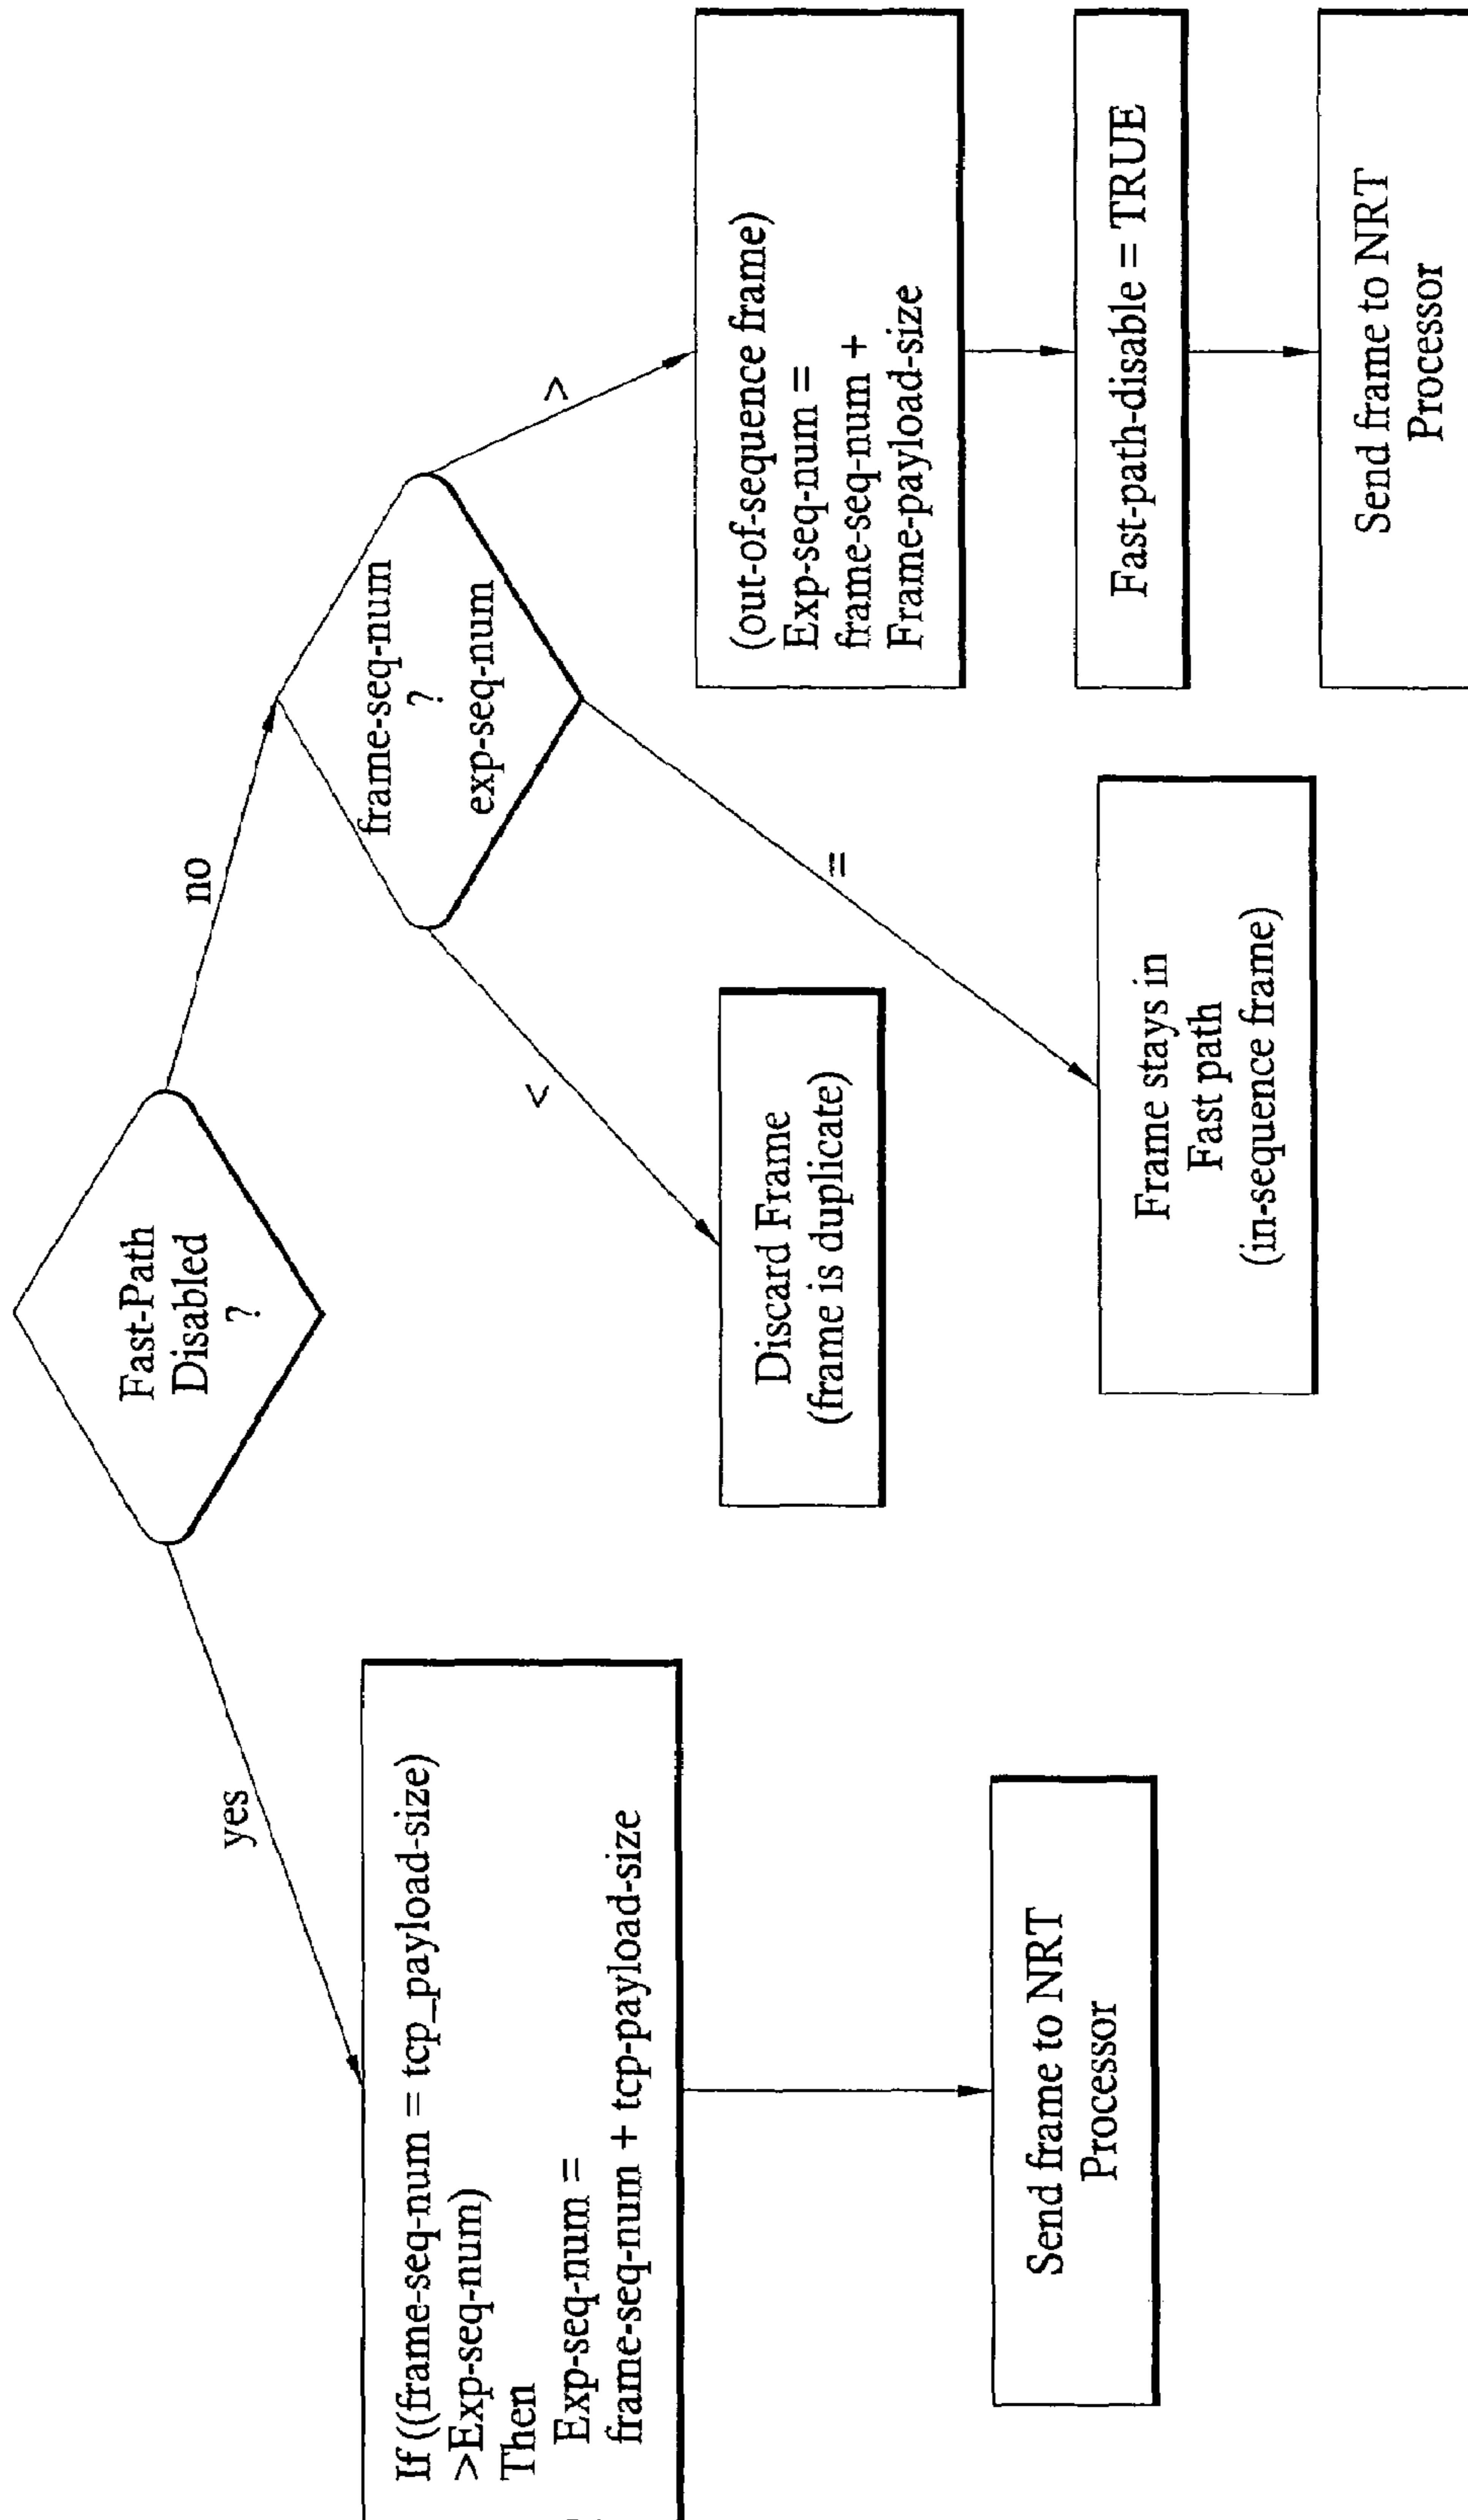 Fast-Path
Disabled
?
yes
no
If ((frame-seq-num = tcp_payload-size)
>Exp-seq-num)
Then
Exp-seq-num =
frame-seq-num + tcp-payload-size
Send frame to NRT
Processor
frame-seq-num
?
exp-seq-num
<
=
>
Discard Frame
(frame is duplicate)
Frame stays in
Fast path
(in-sequence frame)
(out-of-sequence frame)
Exp-seq-num =
frame-seq-num +
Frame-payload-size
Fast-path-disable = TRUE
Send frame to NRT
Processor